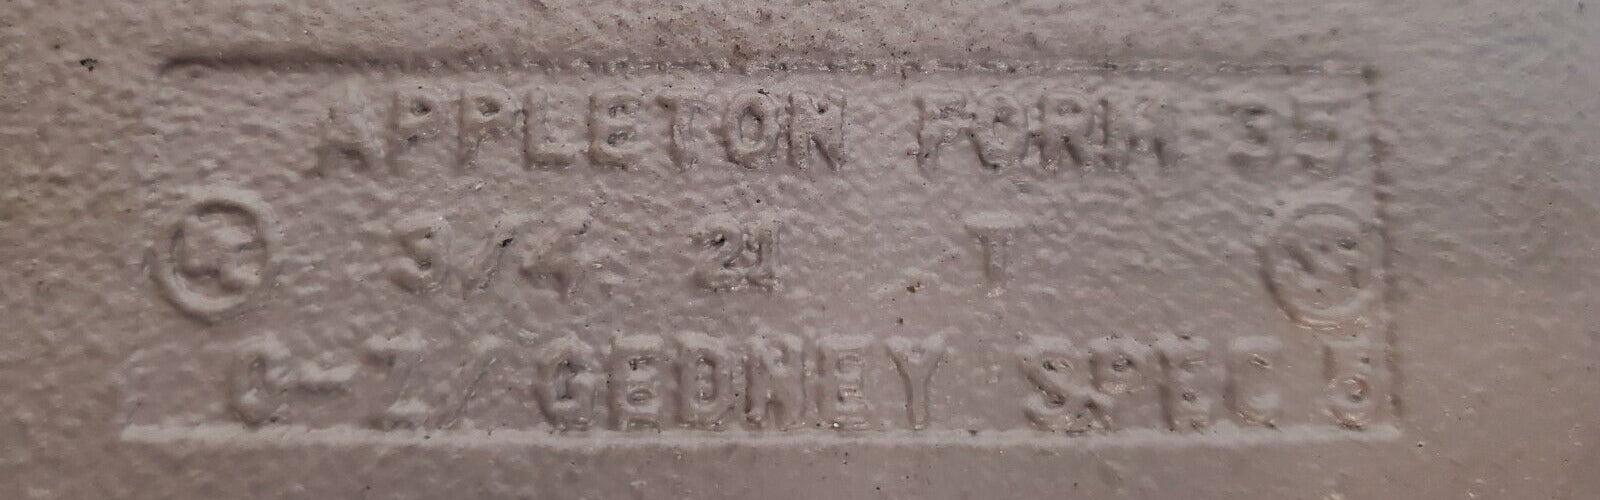 APPLETON FORM 35
3/4 21 T
O-Z/GEDNEY SPEC 5